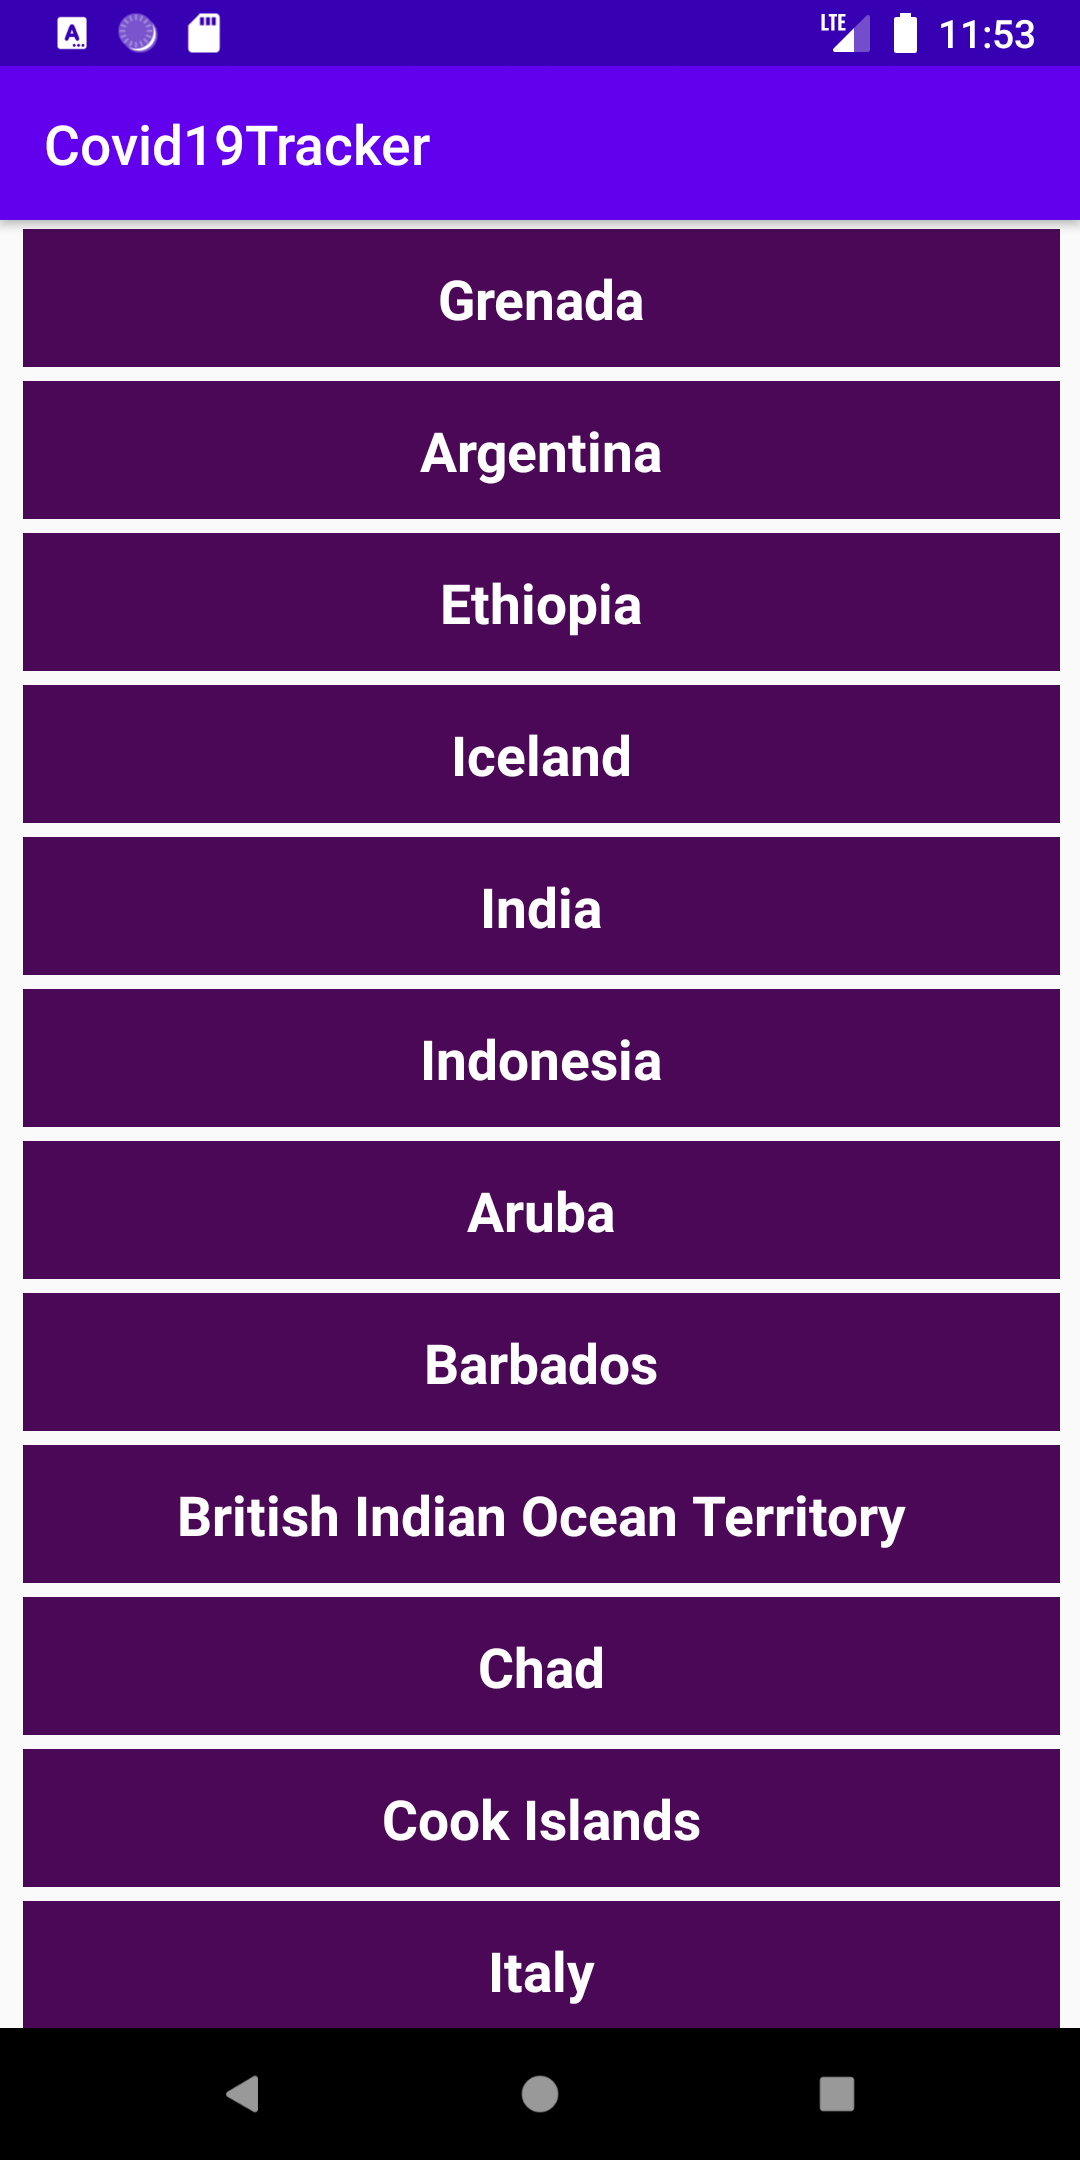 LTE 11:53
Covid19Tracker
Grenada
Argentina
Ethiopia
Iceland
India
Indonesia
Aruba
Barbados
British Indian Ocean Territory
Chad
Cook Islands
Italy